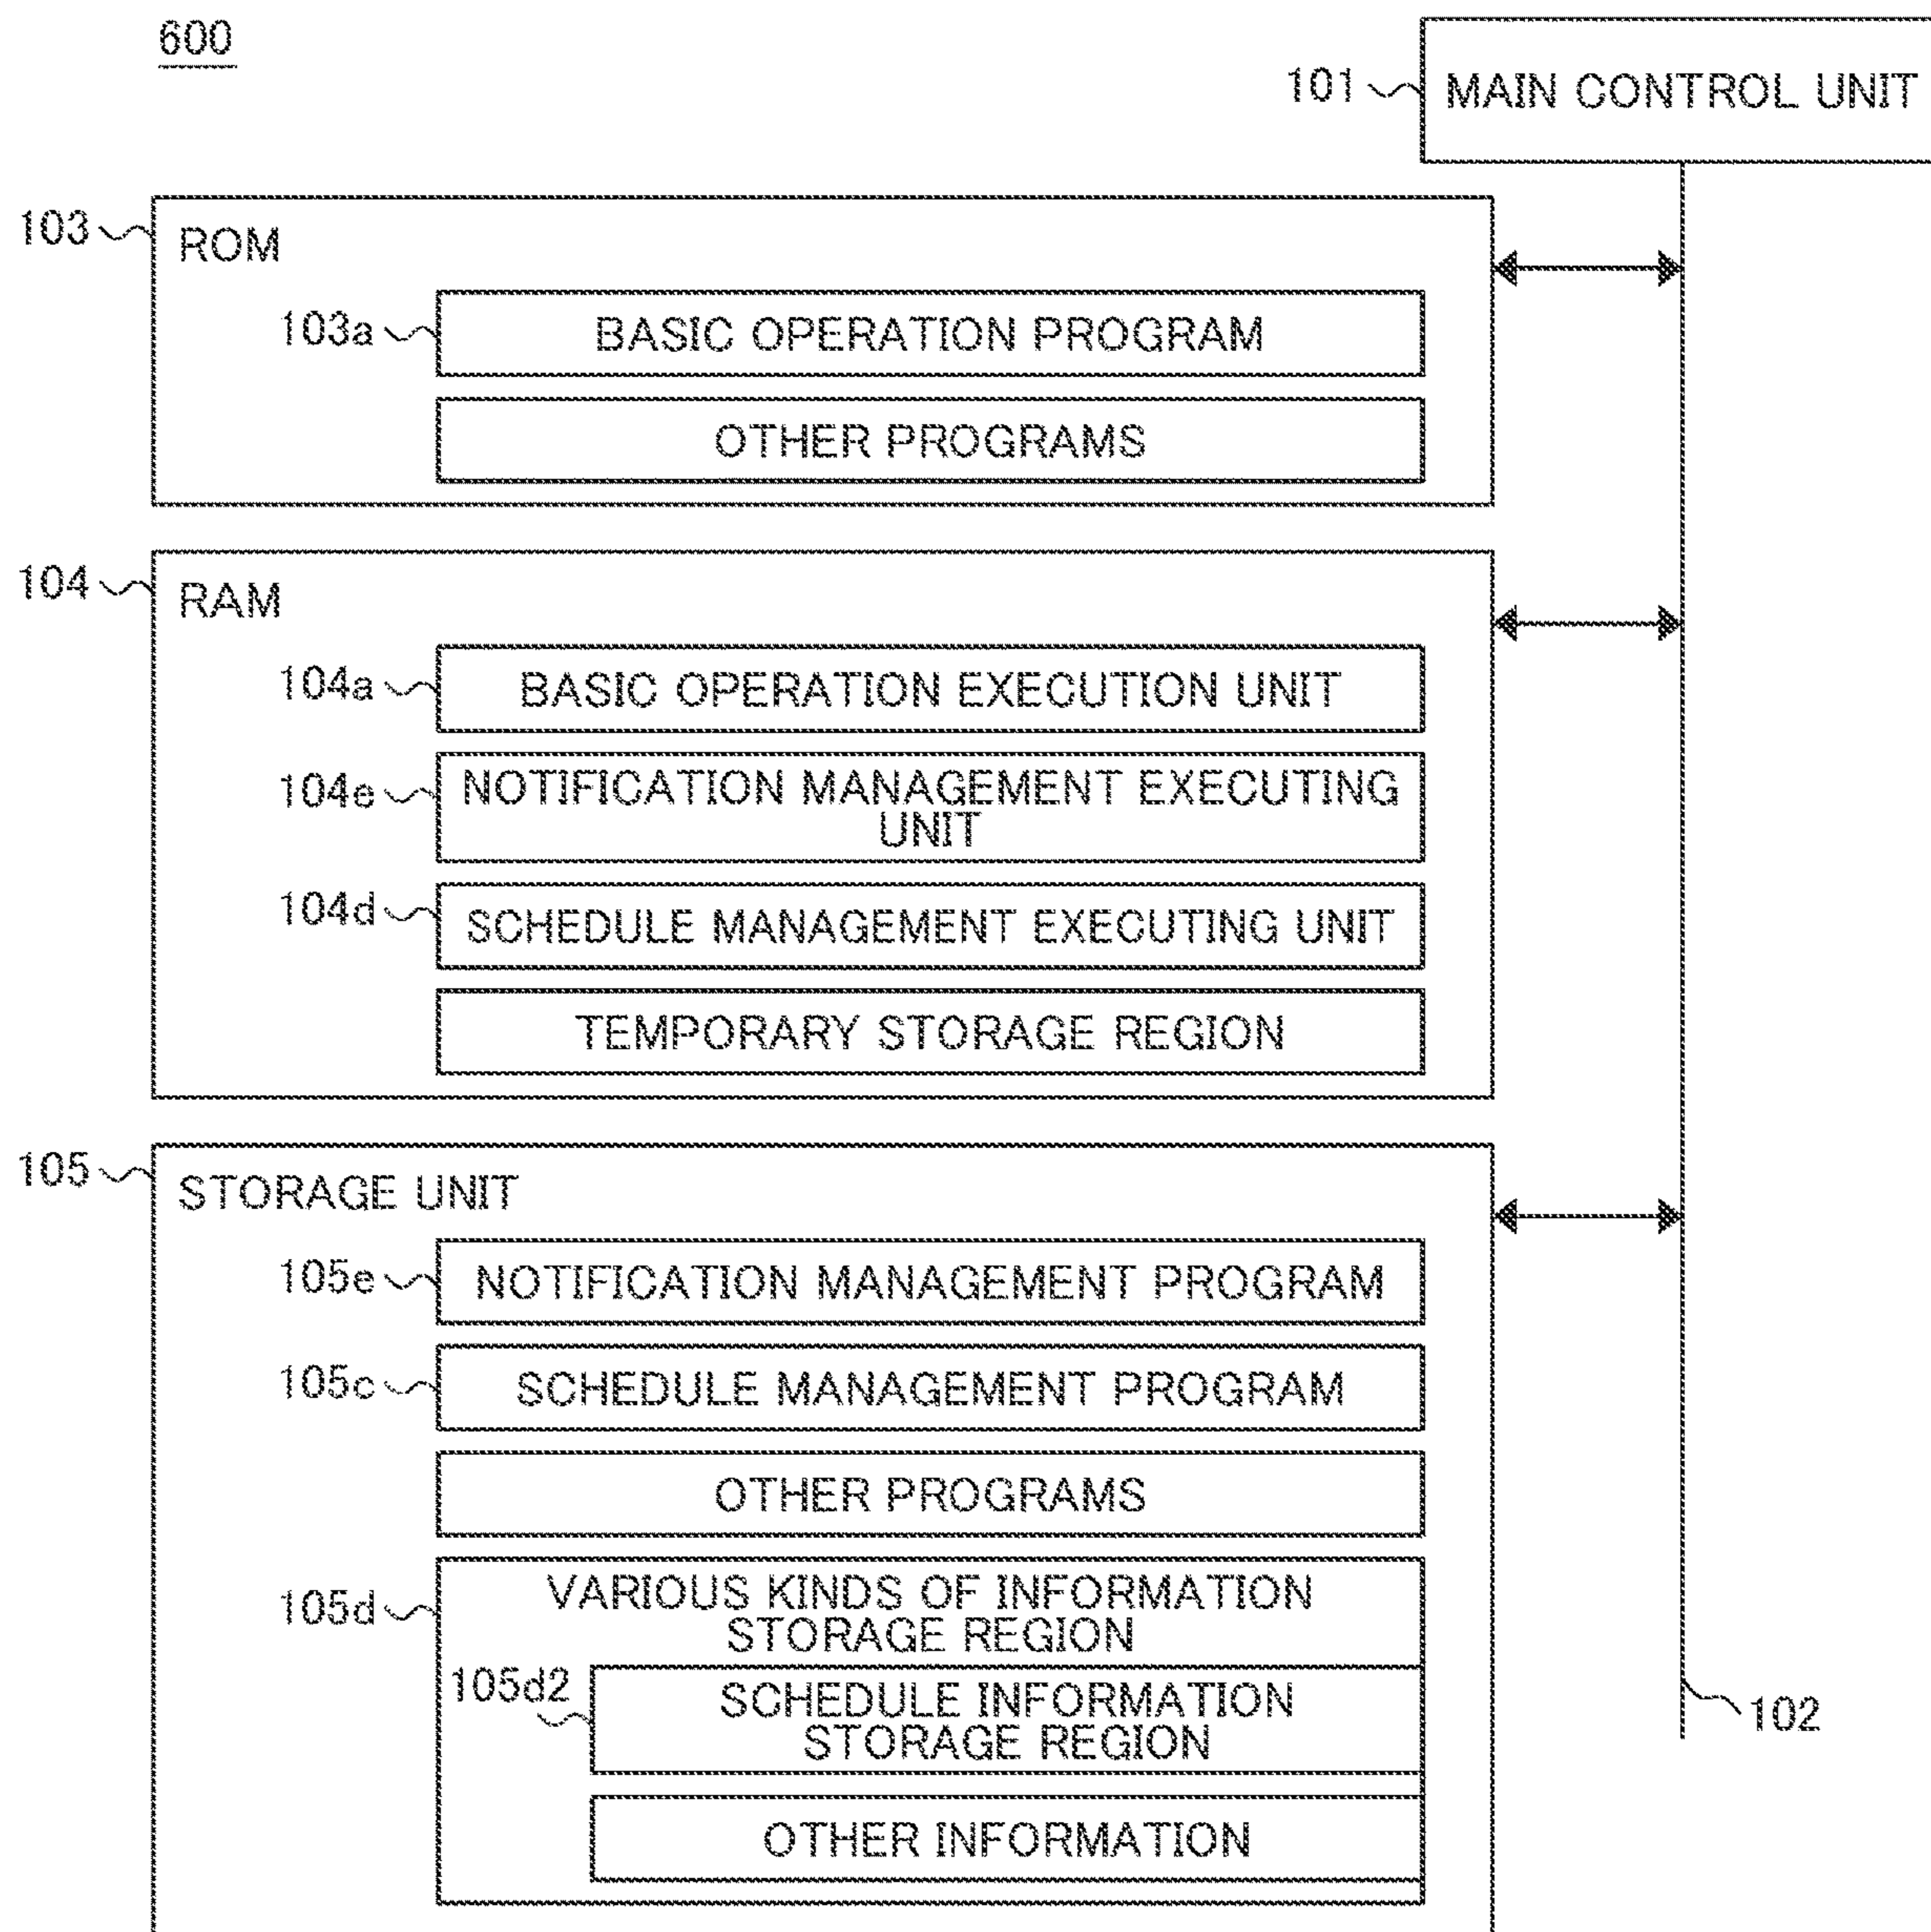 600
101
MAIN CONTROL UNIT
103
ROM
103a
BASIC OPERATION PROGRAM
OTHER PROGRAMS
104
RAM
104a
BASIC OPERATION EXECUTION UNIT
104e
NOTIFICATION MANAGEMENT EXECUTING
UNIT
104d
SCHEDULE MANAGEMENT EXECUTING UNIT
TEMPORARY STORAGE REGION
105
STORAGE UNIT
105e
NOTIFICATION MANAGEMENT PROGRAM
105c
SCHEDULE MANAGEMENT PROGRAM
OTHER PROGRAMS
105d
VARIOUS KINDS OF INFORMATION
STORAGE REGION
105d2
SCHEDULE INFORMATION
STORAGE REGION
102
OTHER INFORMATION